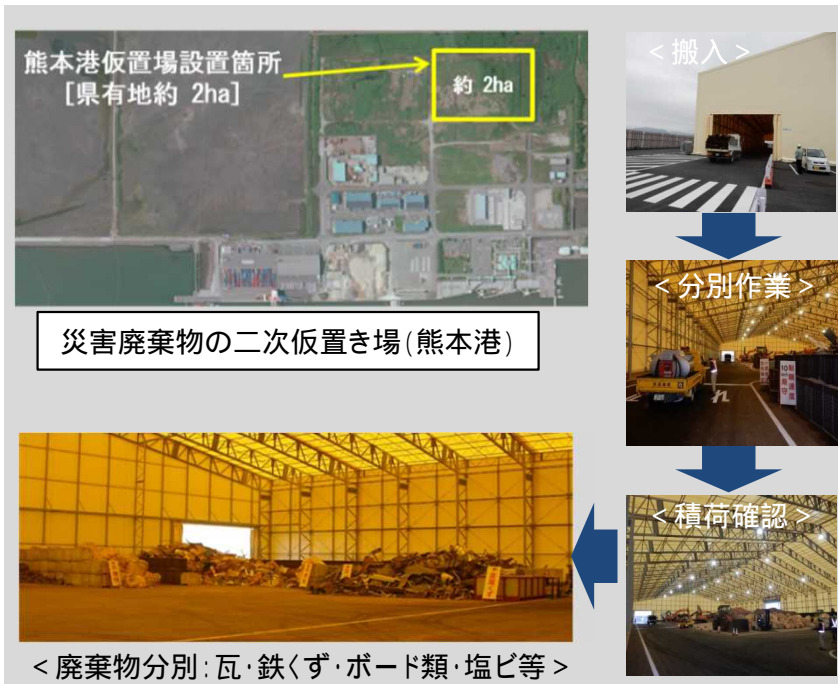 熊本港仮置場設置箇所
[県有地約 2ha]
約 2ha
災害廃棄物の二次仮置き場(熊本港)
<搬入>
<分別作業>
<積荷確認>
<廃棄物分別:瓦・鉄くず・ボード類・塩ビ等>